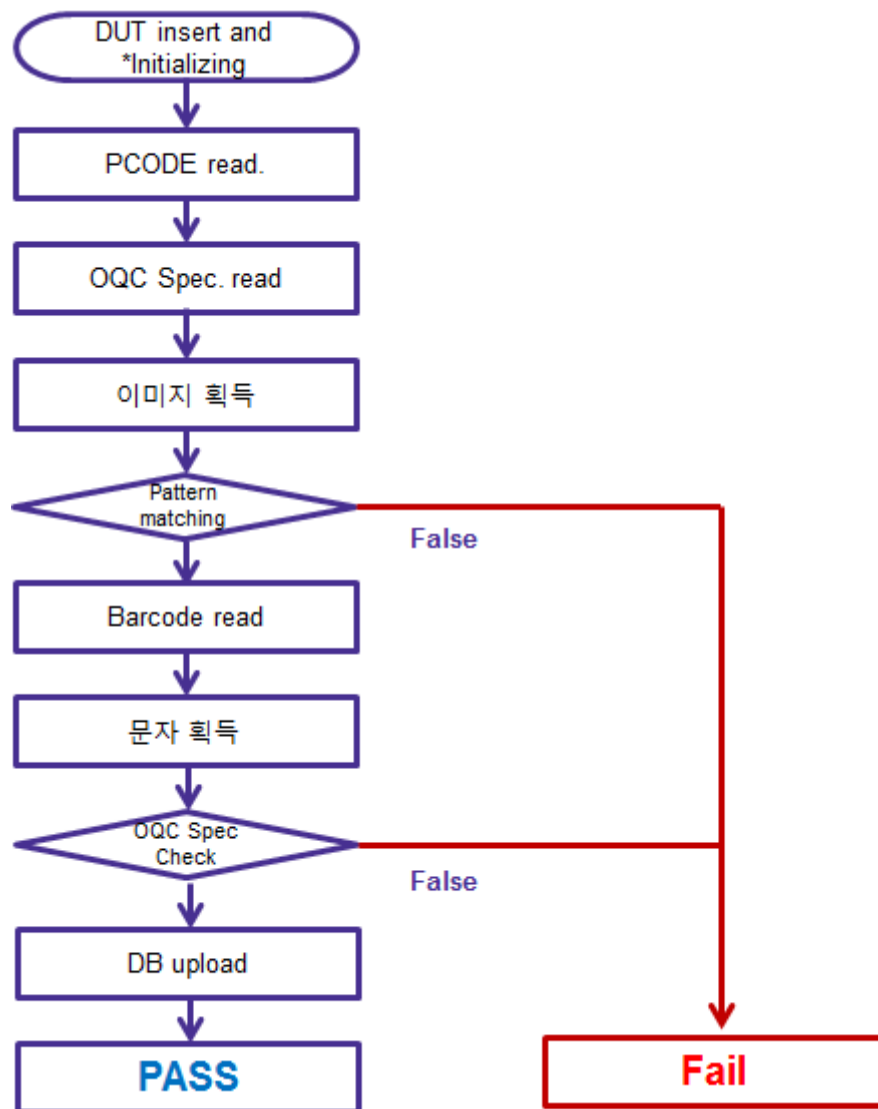 DUT insert and
*Initializing
PCODE read.
OQC Spec. read
이미지 획득
Pattern
matching
False
Barcode read
문자 획득
OQC Spec
Check
False
DB upload
PASS
Fail